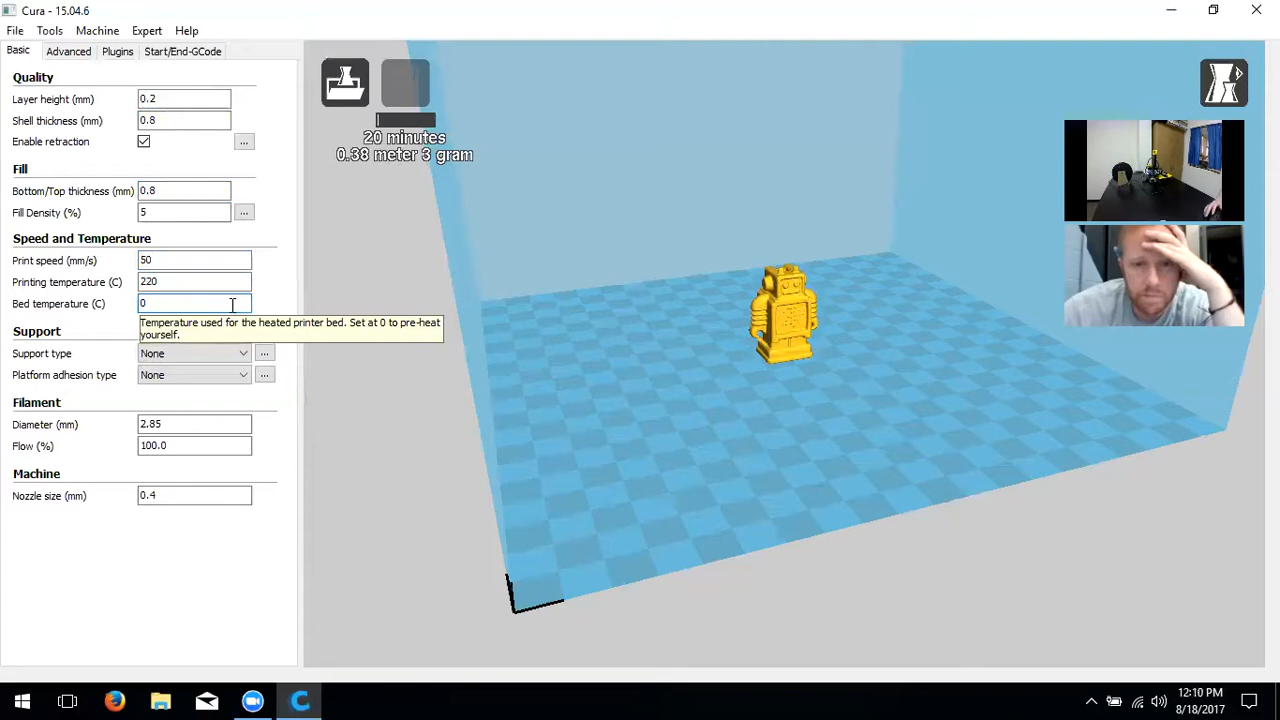 Cura - 15.04.6
File Tools Machine Expert Help
Basic Advanced Plugins Start/End-GCode
Quality
Layer height (mm) 0.2
Shell thickness (mm) 0.8
Enable retraction ...
Fill
Bottom/Top thickness (mm) 0.8
Fill Density (%) 5 ...
Speed and Temperature
Print speed (mm/s) 50
Printing temperature (C) 220
Bed temperature (C) 0
Temperature used for the heated printer bed. Set at 0 to pre-heat
yourself.
Support
Support type None ...
Platform adhesion type None ...
Filament
Diameter (mm) 2.85
Flow (%) 100.0
Machine
Nozzle size (mm) 0.4
20 minutes
0.38 meter 3 gram
12:10 PM
8/18/2017